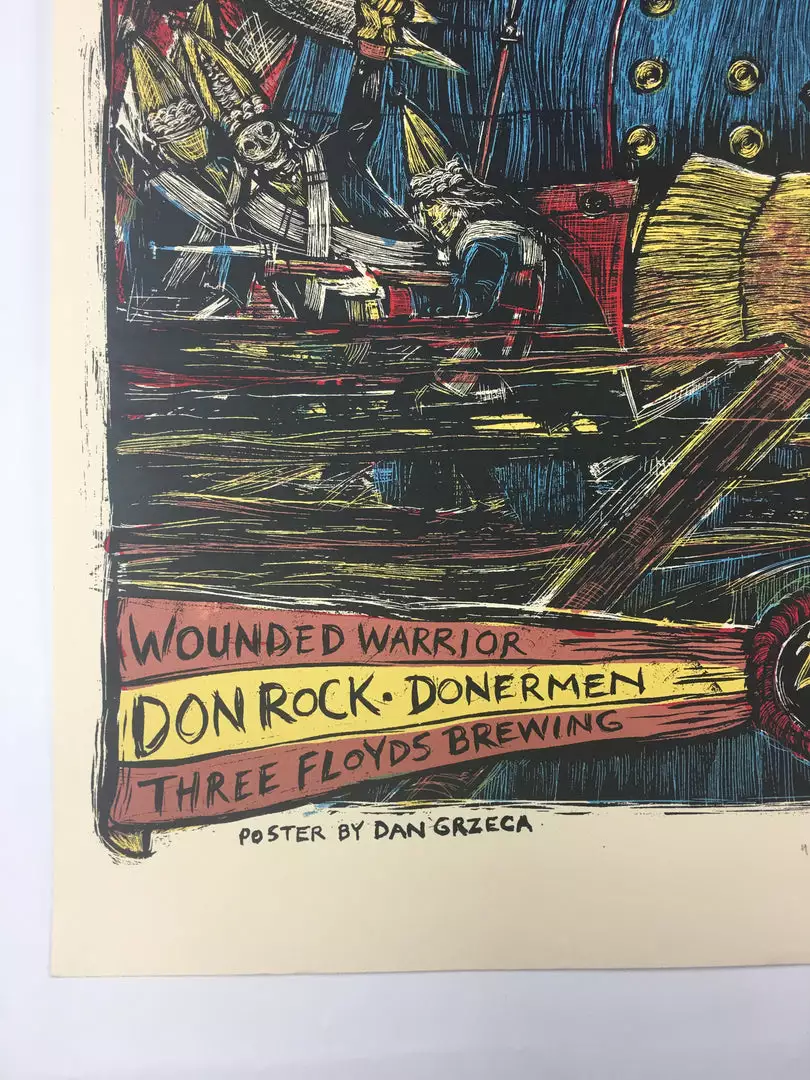 WOUNDED WARRIOR
DON ROCK • DONERMEN
THREE FLOYDS BREWING
POSTER BY DAN GRZECA